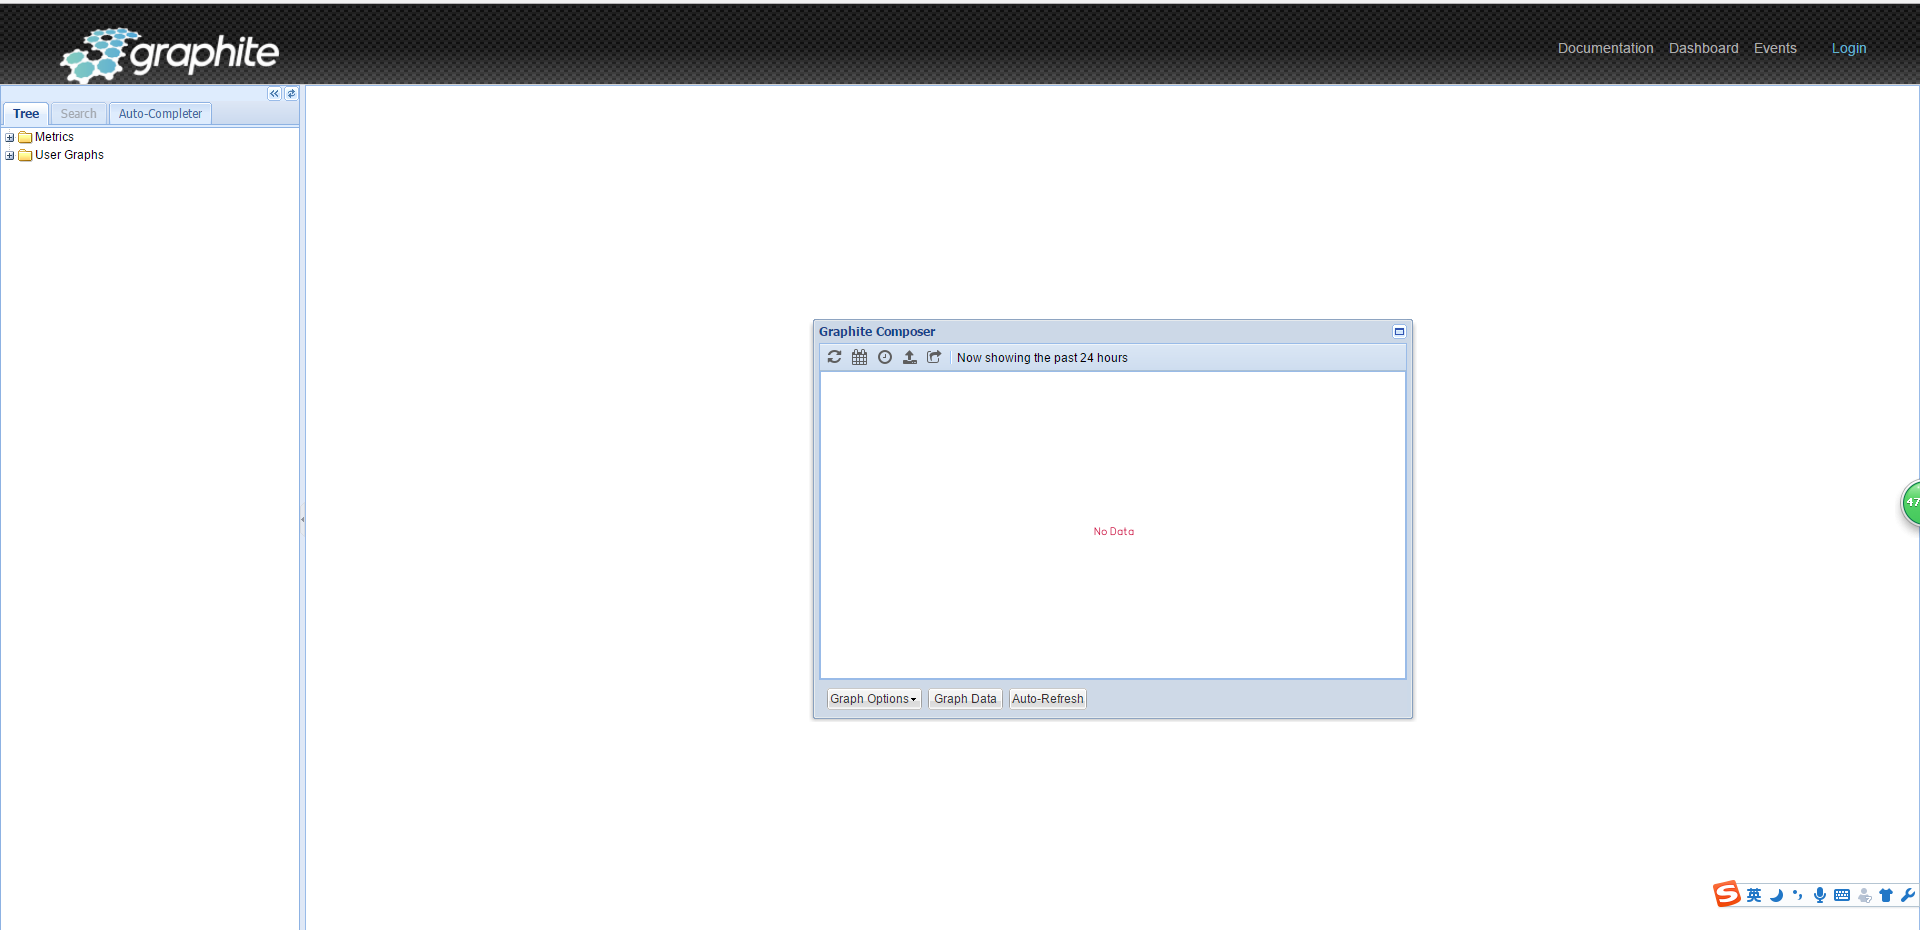 graphite
Documentation Dashboard Events Login
Tree Search Auto-Completer
Metrics
User Graphs
Graphite Composer
Now showing the past 24 hours
No Data
Graph Options Graph Data Auto-Refresh
47
S 英